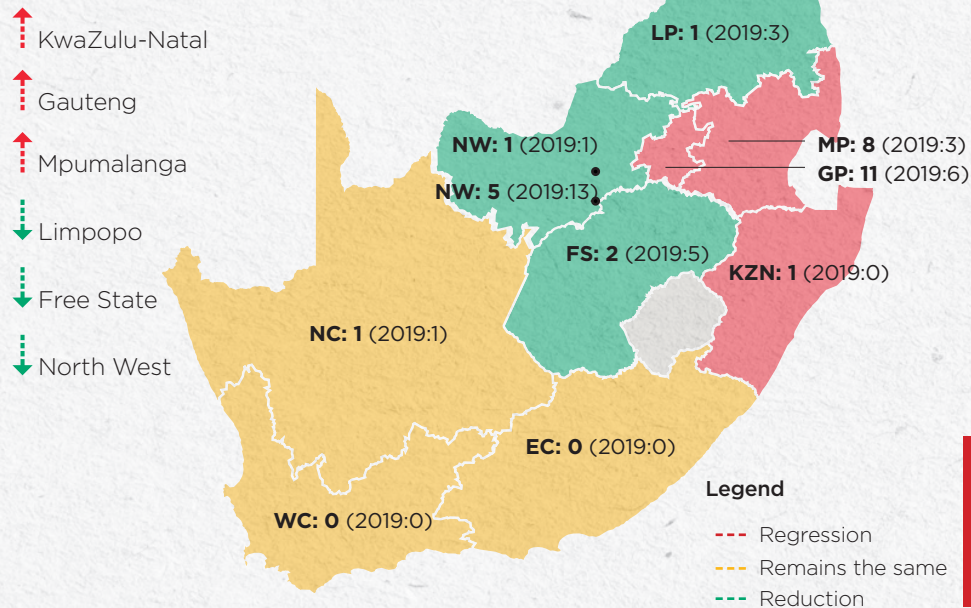 KwaZulu-Natal
Gauteng
Mpumalanga
Limpopo
Free State
North West
LP: 1 (2019:3)
NW: 1 (2019:1)
MP: 8 (2019:3)
GP: 11 (2019:6)
NW: 5 (2019:13)
FS: 2 (2019:5)
KZN: 1 (2019:0)
NC: 1 (2019:1)
EC: 0 (2019:0)
WC: 0 (2019:0)
Legend
Regression
Remains the same
Reduction